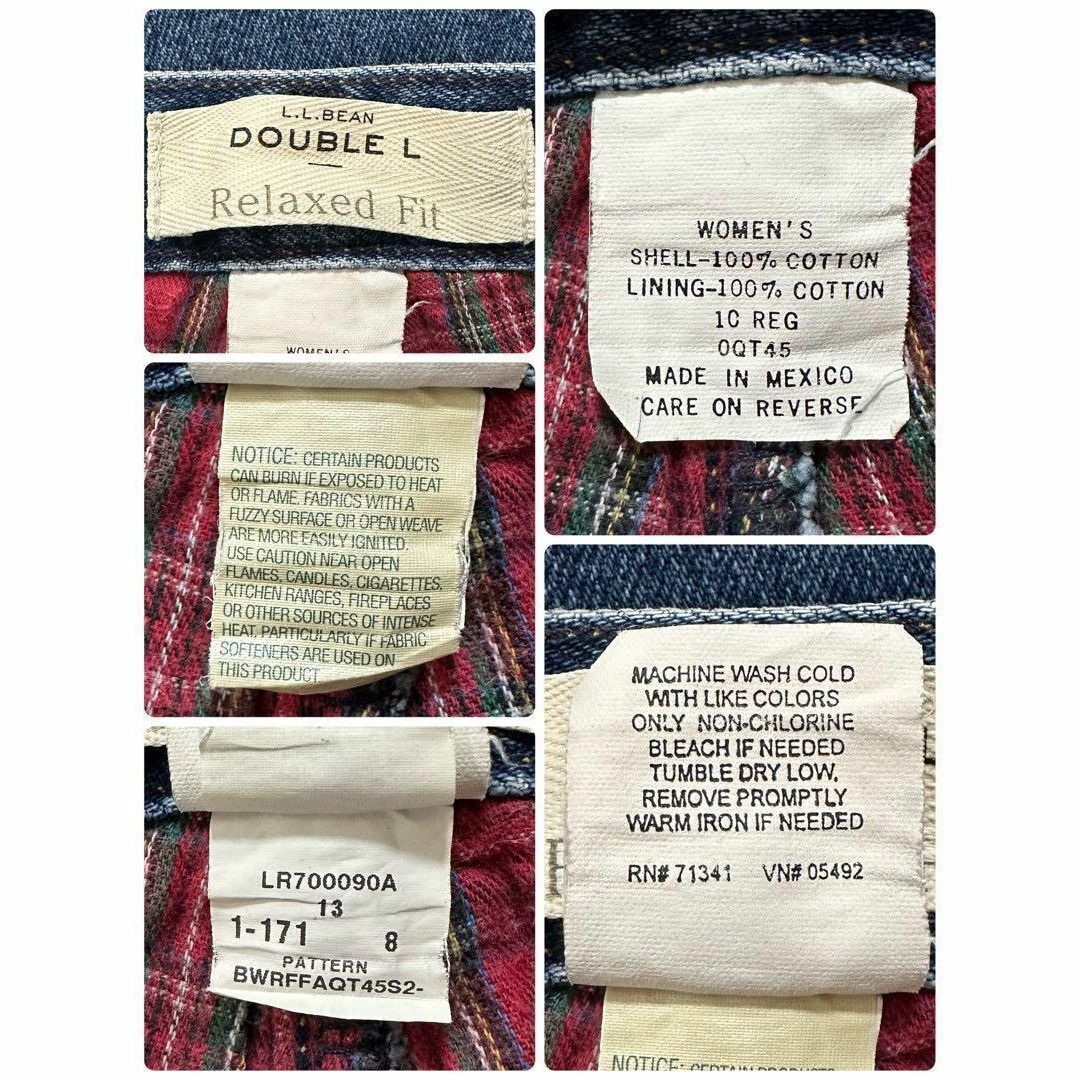 L.L.BEAN
DOUBLE L
Relaxed Fit
WOMEN'S
WOMEN'S
SHELL-100% COTTON
LINING-100% COTTON
10 REG
0QT45
MADE IN MEXICO
CARE ON REVERSE
NOTICE: CERTAIN PRODUCTS
CAN BURN IF EXPOSED TO HEAT
OR FLAME. FABRICS WITH A
FUZZY SURFACE OR OPEN WEAVE
ARE MORE EASILY IGNITED.
USE CAUTION NEAR OPEN
FLAMES, CANDLES, CIGARETTES,
KITCHEN RANGES, FIREPLACES
OR OTHER SOURCES OF INTENSE
HEAT, PARTICULARLY IF FABRIC
SOFTENERS ARE USED ON
THIS PRODUCT
MACHINE WASH COLD
WITH LIKE COLORS
ONLY NON-CHLORINE
BLEACH IF NEEDED
TUMBLE DRY LOW,
REMOVE PROMPTLY
WARM IRON IF NEEDED
RN# 71341 VN# 05492
NOTICE: CERTAIN PRODUCTS
LR700090A
13
1-171 8
PATTERN
BWRFFAQT45S2-